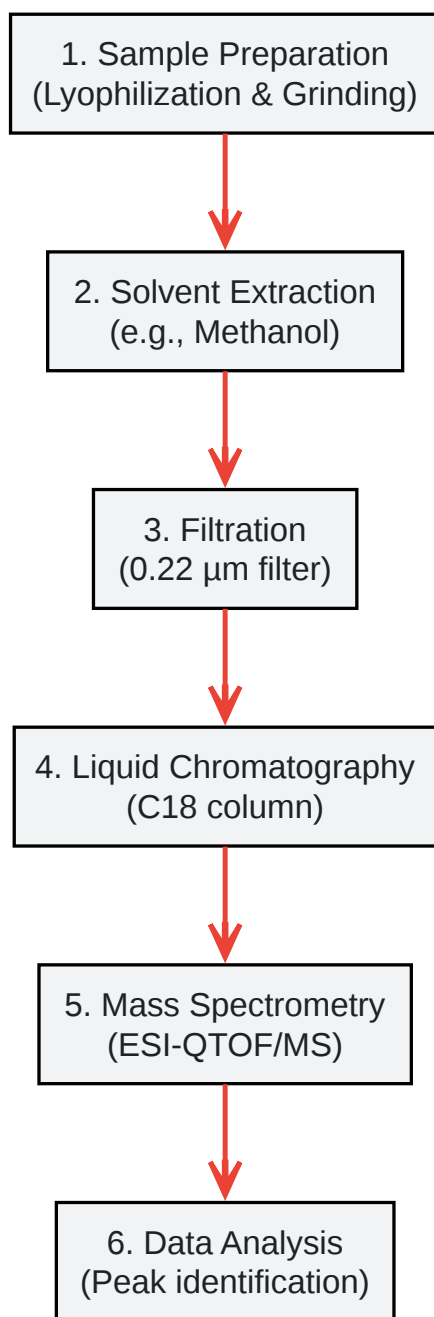 1. Sample Preparation
(Lyophilization & Grinding)
2. Solvent Extraction
(e.g., Methanol)
3. Filtration
(0.22 µm filter)
4. Liquid Chromatography
(C18 column)
5. Mass Spectrometry
(ESI-QTOF/MS)
6. Data Analysis
(Peak identification)